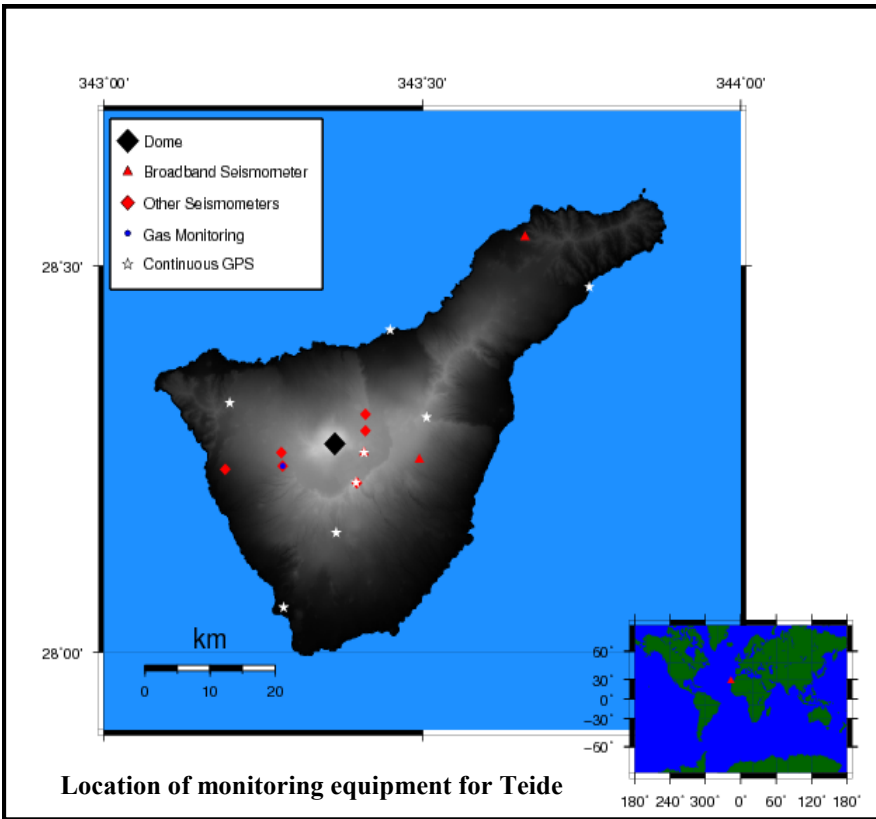 343°00'
343°30'
344°00'
Dome
Broadband Seismometer
Other Seismometers
Gas Monitoring
Continuous GPS
28°30'
28°00'
km
0 10 20
Location of monitoring equipment for Teide
60°
30°
0°
−30°
−60°
180° 240° 300° 0° 60° 120° 180°